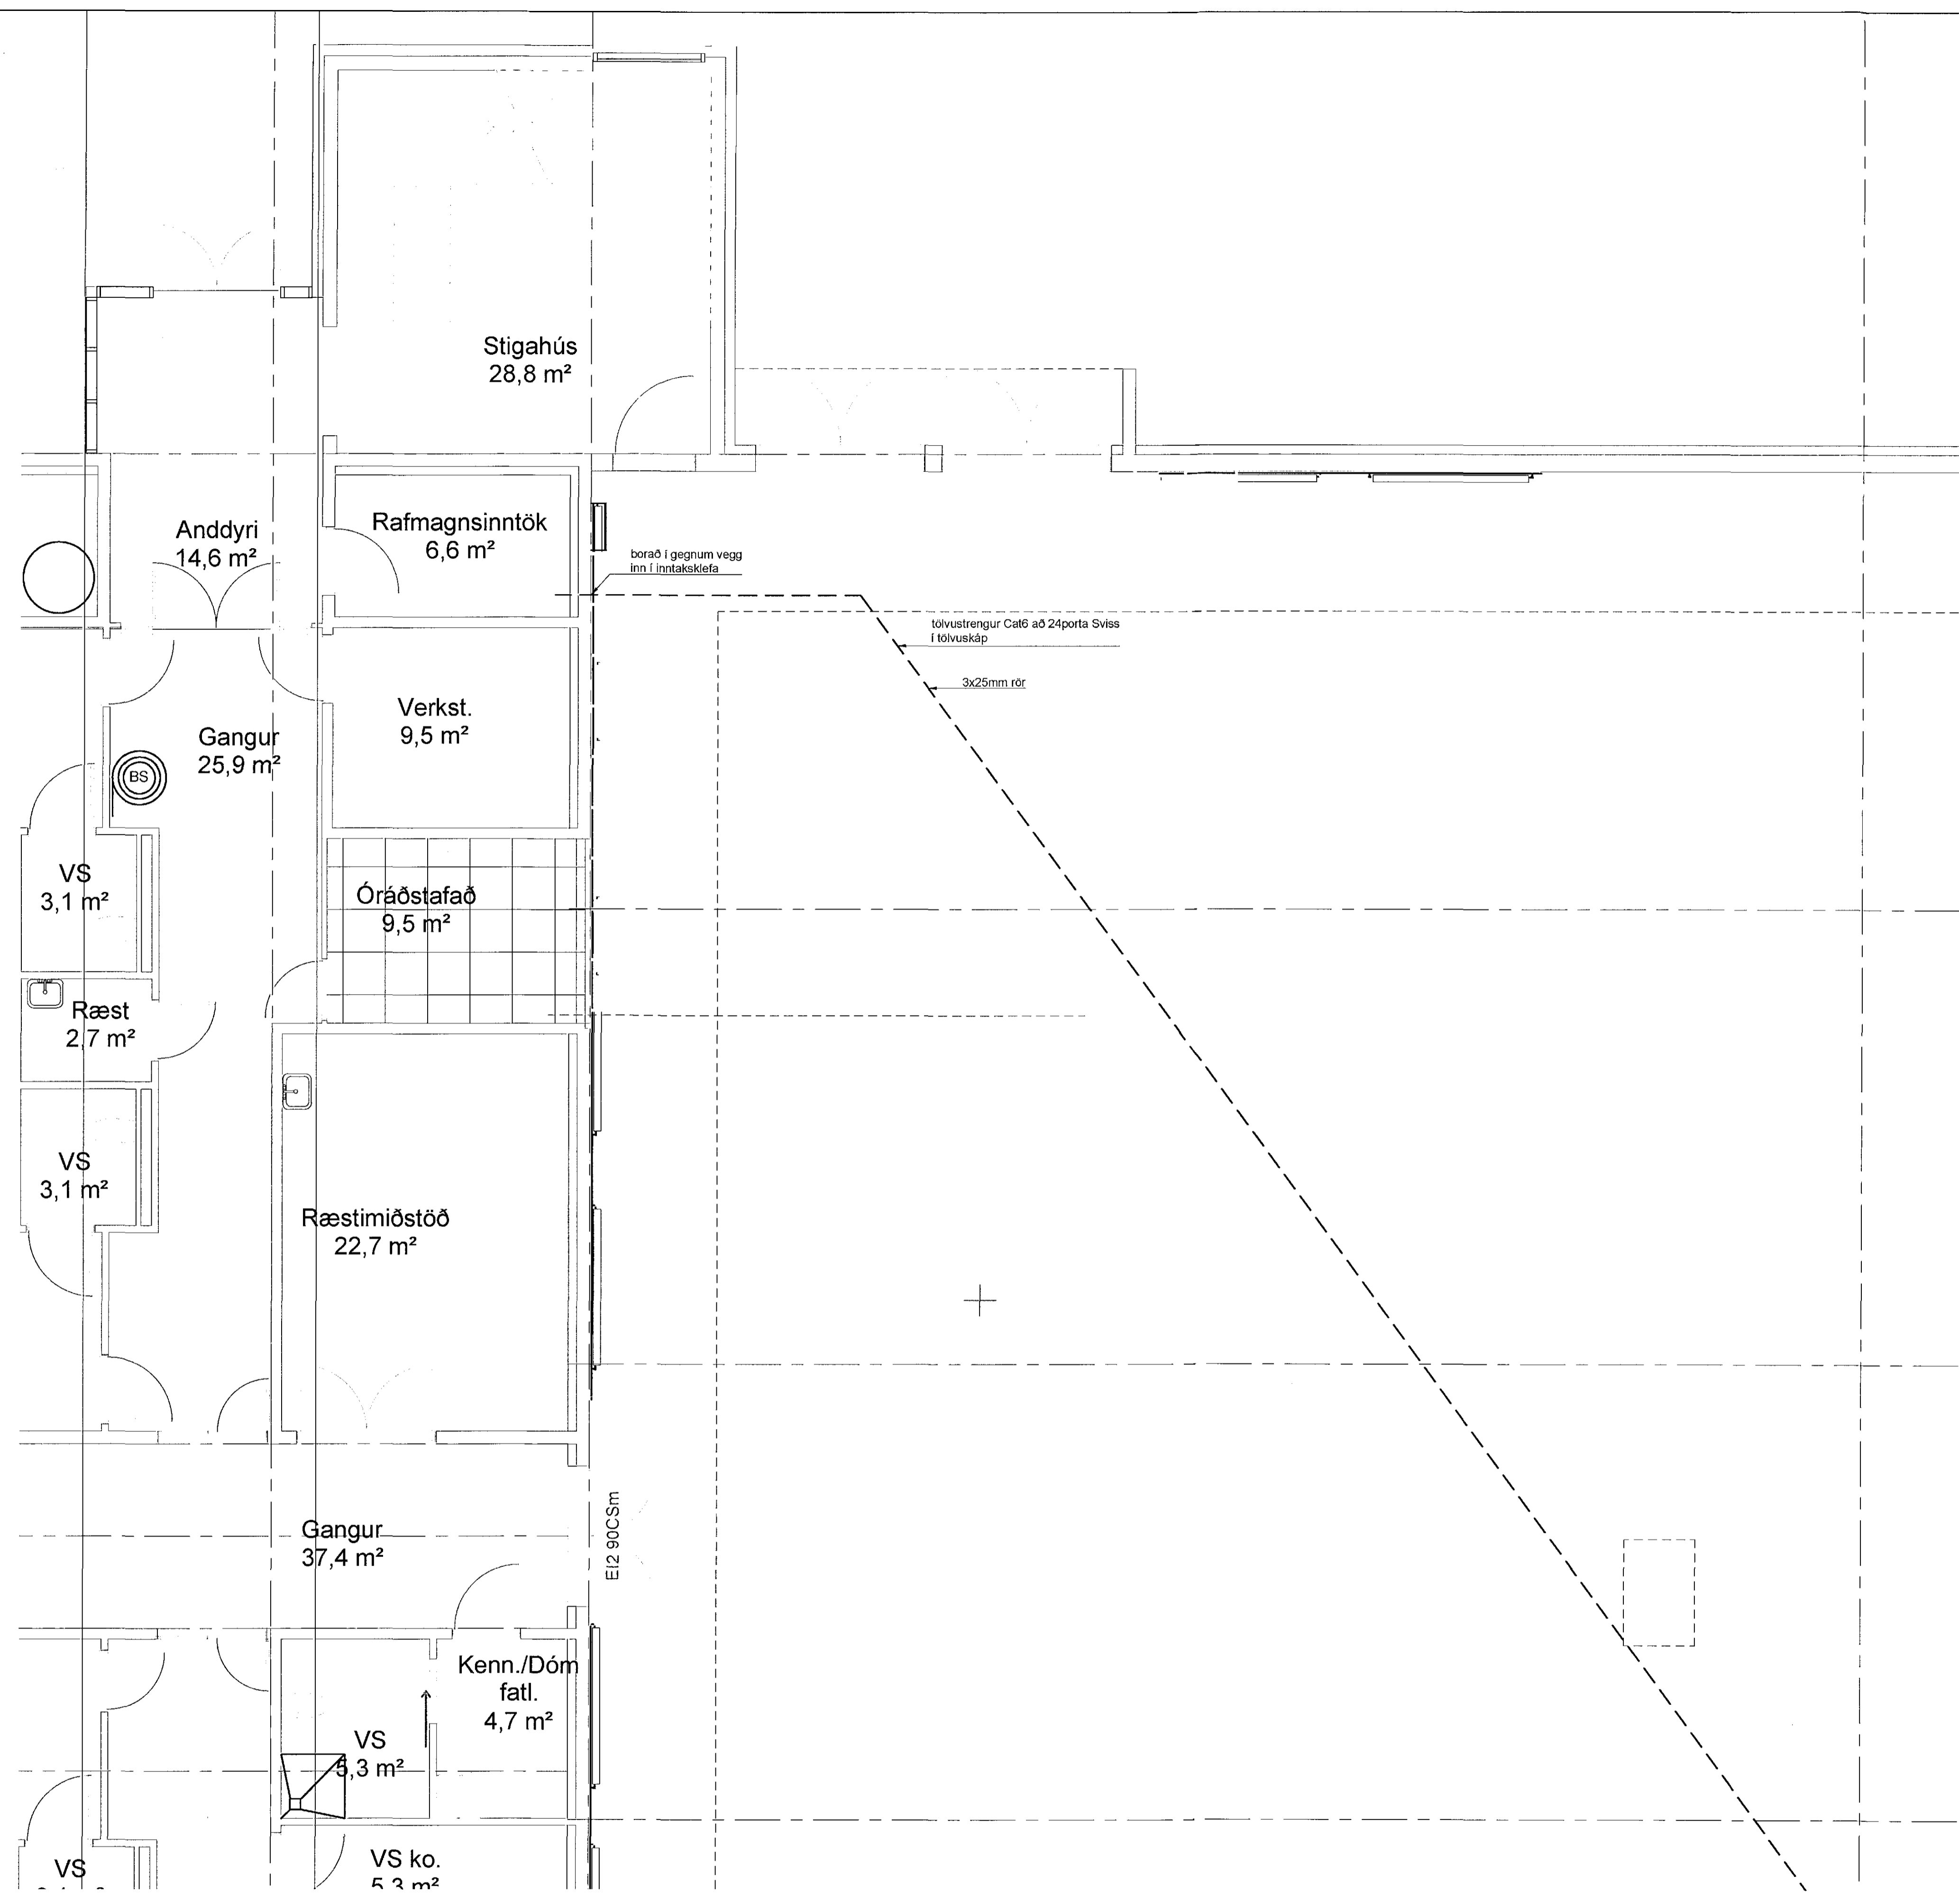 Stigahús
28,8 m²
Anddyri
14,6 m²
Rafmagnsinntök
6,6 m²
borað í gegnum vegg
inn í inntaksklefa
tölvustrengur Cat6 að 24porta Sviss
í tölvuskáp
3x25mm rör
Verkst.
9,5 m²
Gangur
25,9 m²
BS
VS
3,1 m²
Óráðstafað
9,5 m²
Ræst
2,7 m²
VS
3,1 m²
Ræstimiðstöð
22,7 m²
Gangur
37,4 m²
EI2 90CSm
Kenn./Dóm
fatl.
4,7 m²
VS
5,3 m²
VS ko.
5,3 m²
VS